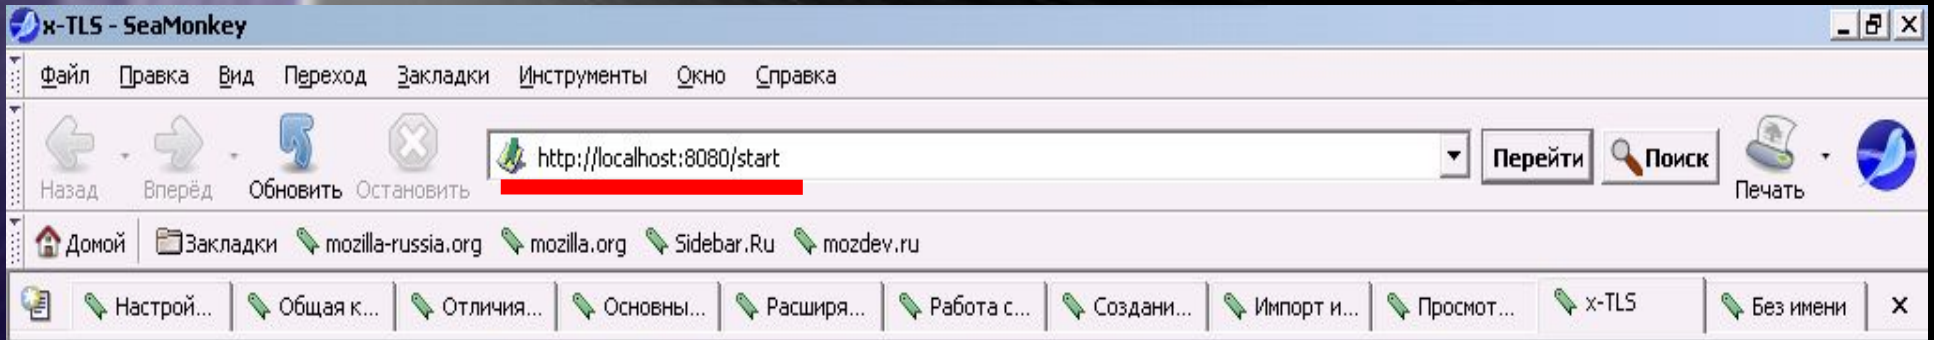 x-TLS - SeaMonkey
Файл Правка Вид Переход Закладки Инструменты Окно Справка
http://localhost:8080/start Перейти Поиск
Назад Вперёд Обновить Остановить Печать
Домой Закладки mozilla-russia.org mozilla.org Sidebar.Ru mozdev.ru
Настрой... Общая к... Отличия... Основны... Расширя... Работа с... Создани... Импорт и... Просмот... x-TLS Без имени